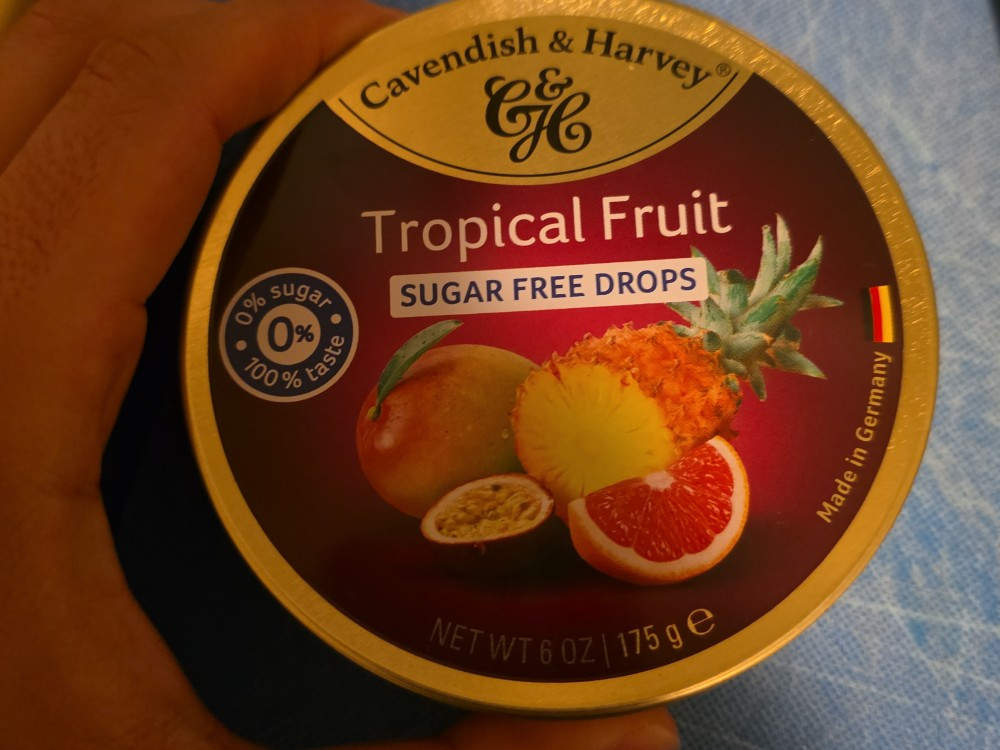 Cavendish & Harvey®
C&H
Tropical Fruit
SUGAR FREE DROPS
0% sugar
0%
100% taste
Made in Germany
NET WT 6 OZ | 175 g ℮